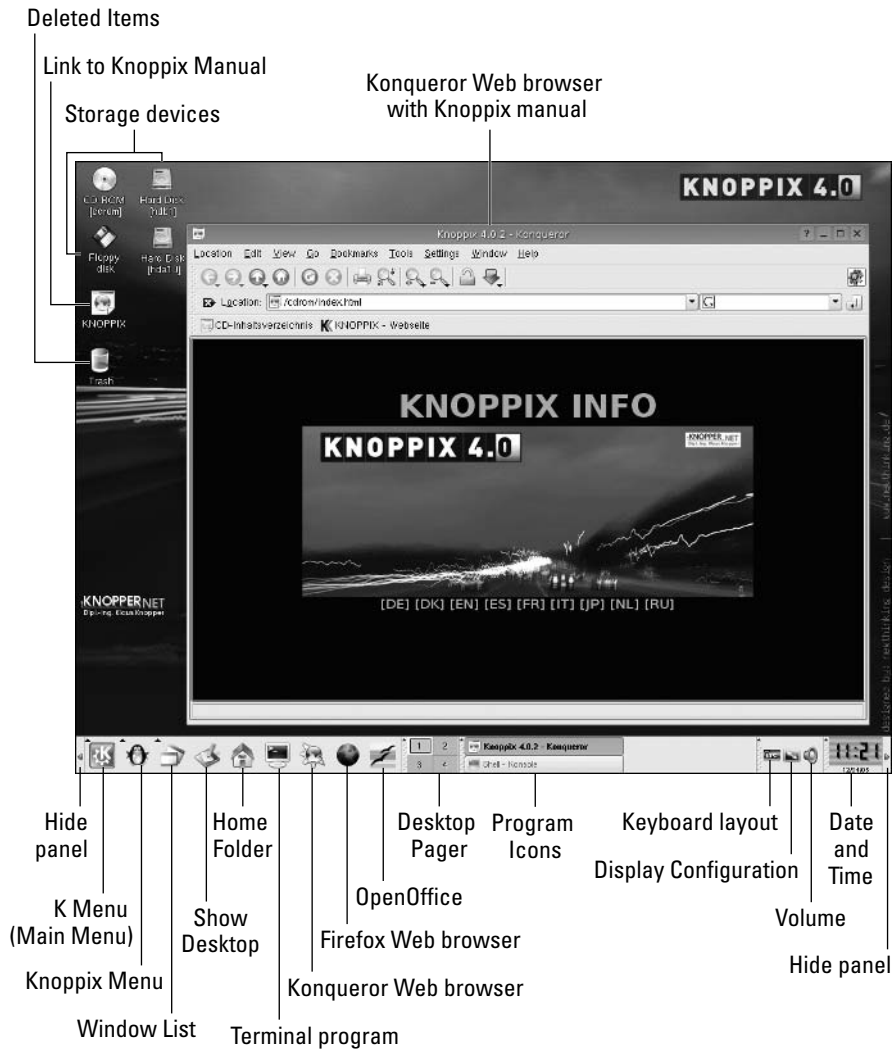 Deleted Items
Link to Knoppix Manual
Storage devices
Konqueror Web browser
with Knoppix manual
KNOPPIX 4.0
CD-ROM
[cdrom]
Hard Disk
[hdb1]
Floppy
disk
Hard Disk
[hda10]
KNOPPIX
Trash
Knoppix 4.0.2 - Konqueror
Location Edit View Go Bookmarks Tools Settings Window Help
Location: /cdrom/index.html
CD-Inhaltsverzeichnis KNOPPIX - Webseite
KNOPPIX INFO
KNOPPIX 4.0
KNOPPER.NET
[DE] [DK] [EN] [ES] [FR] [IT] [JP] [NL] [RU]
KNOPPER.NET
Dipl.-Ing. Klaus Knopper
1 2
3 4
Knoppix 4.0.2 - Konqueror
Shell - Konsole
11:21
Hide
panel
Home
Folder
Desktop
Pager
Program
Icons
Keyboard layout
Date
and
Time
Display Configuration
OpenOffice
K Menu
(Main Menu)
Show
Desktop
Volume
Firefox Web browser
Hide panel
Knoppix Menu
Konqueror Web browser
Window List
Terminal program